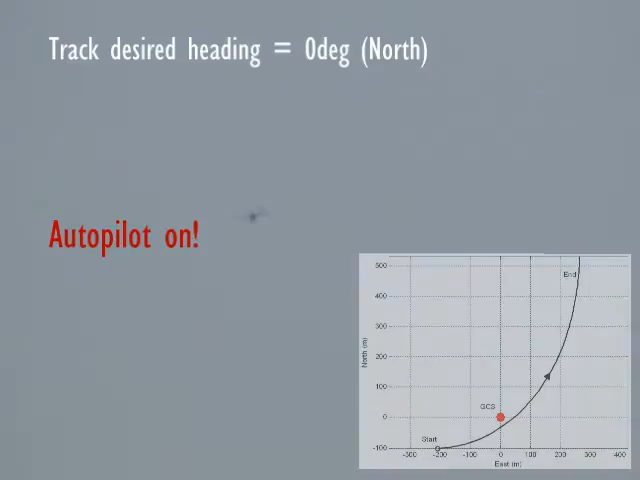 Track desired heading = 0deg (North)
Autopilot on!
500
400
300
200
100
0
-100
North (m)
End
GCS
Start
-300 -200 -100 0 100 200 300 400
East (m)